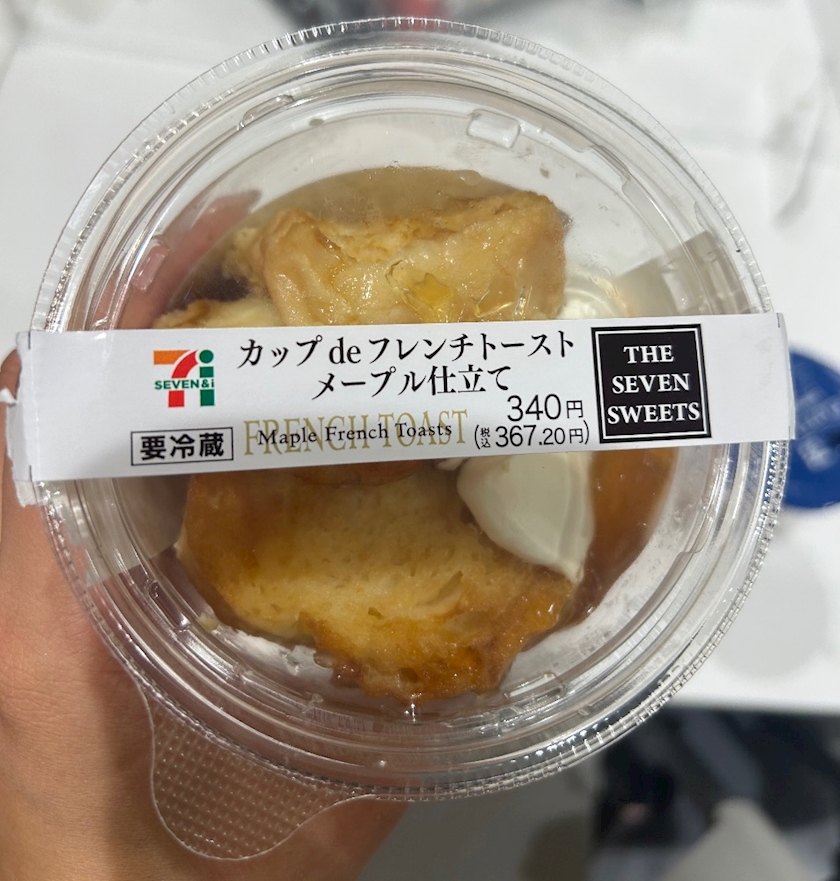 SEVEN&i
カップdeフレンチトースト
メープル仕立て
要冷蔵
FRENCH TOAST
Maple French Toasts
340円
(税込367.20円)
THE
SEVEN
SWEETS